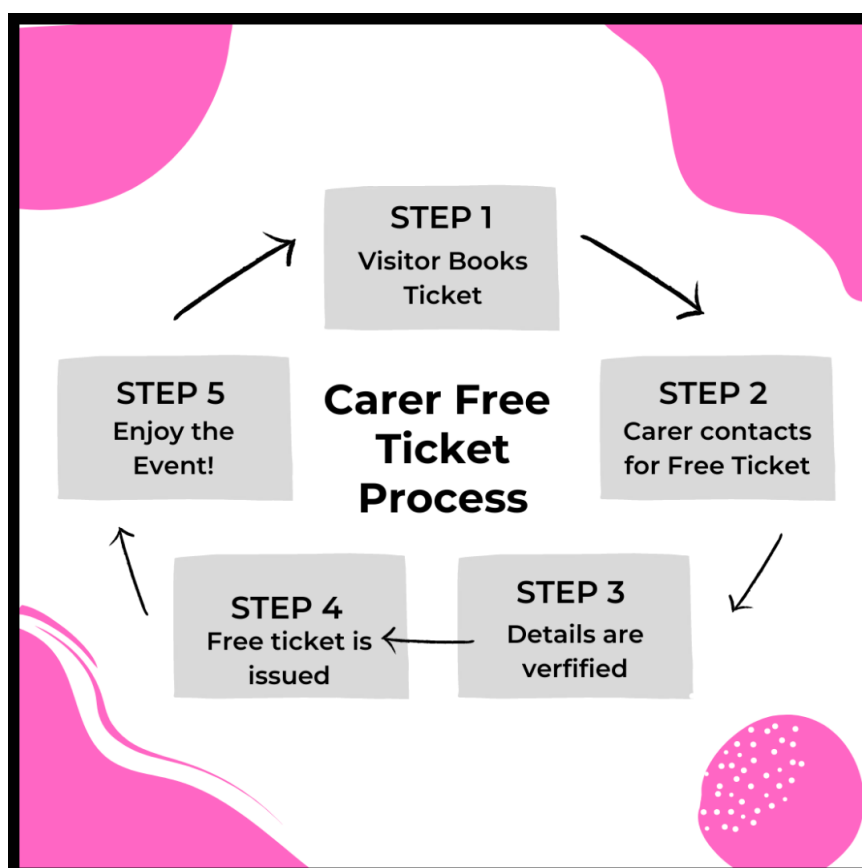 STEP 1
Visitor Books
Ticket
STEP 2
Carer contacts
for Free Ticket
STEP 3
Details are
verfified
STEP 4
Free ticket is
issued
STEP 5
Enjoy the
Event!
Carer Free
Ticket
Process